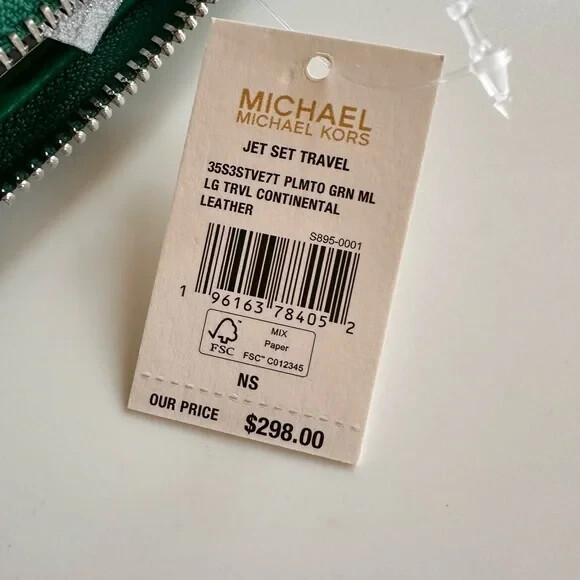 MICHAEL
MICHAEL KORS
JET SET TRAVEL
35S3STVE7T PLMTO GRN ML
LG TRVL CONTINENTAL
LEATHER
S895-0001
1 96163 78405 2
FSC
MIX
Paper
FSC™ C012345
NS
OUR PRICE $298.00